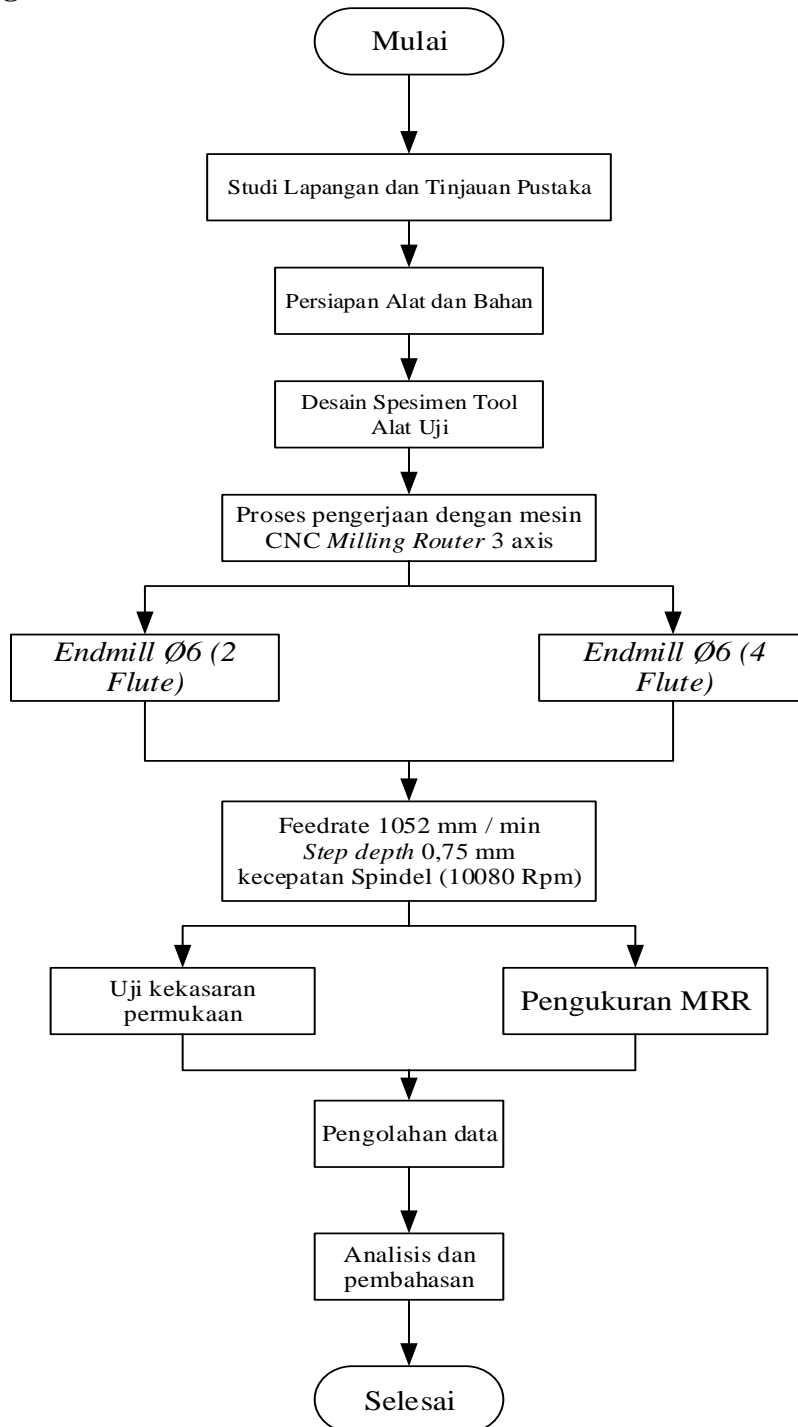 Mulai
Studi Lapangan dan Tinjauan Pustaka
Persiapan Alat dan Bahan
Desain Spesimen Tool
Alat Uji
Proses pengerjaan dengan mesin
CNC Milling Router 3 axis
Endmill Ø6 (2
Flute)
Endmill Ø6 (4
Flute)
Feedrate 1052 mm / min
Step depth 0,75 mm
kecepatan Spindel (10080 Rpm)
Uji kekasaran
permukaan
Pengukuran MRR
Pengolahan data
Analisis dan
pembahasan
Selesai